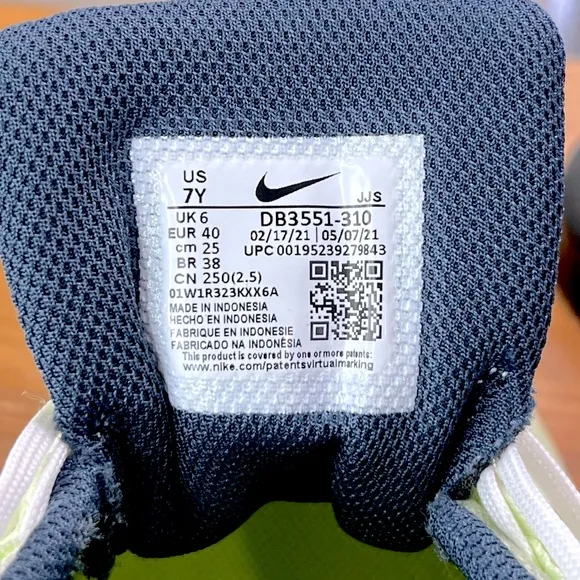 US
7Y
JJS
UK 6
EUR 40
cm 25
BR 38
CN 250(2.5)
DB3551-310
02/17/21 | 05/07/21
UPC 00195239279843
01W1R323KXX6A
MADE IN INDONESIA
HECHO EN INDONESIA
FABRIQUE EN INDONESIE
FABRICADO NA INDONÉSIA
This product is covered by one or more patents:
www.nike.com/patentsvirtualmarking